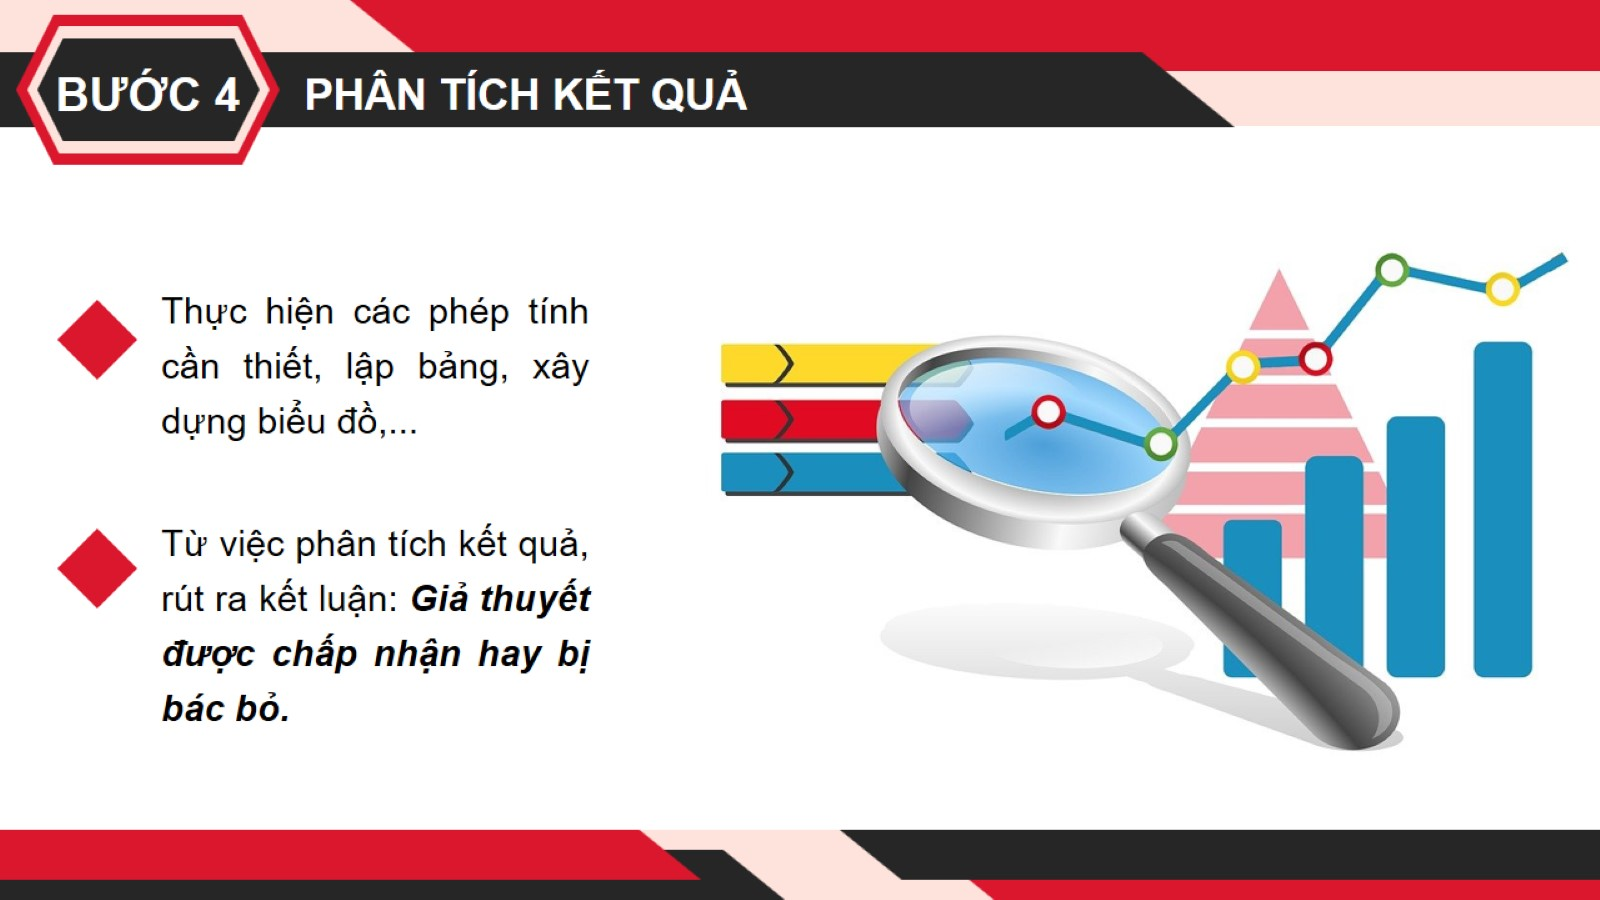 BƯỚC 4
PHÂN TÍCH KẾT QUẢ
Thực hiện các phép tính
cần thiết, lập bảng, xây
dựng biểu đồ,...
Từ việc phân tích kết quả,
rút ra kết luận: Giả thuyết
được chấp nhận hay bị
bác bỏ.